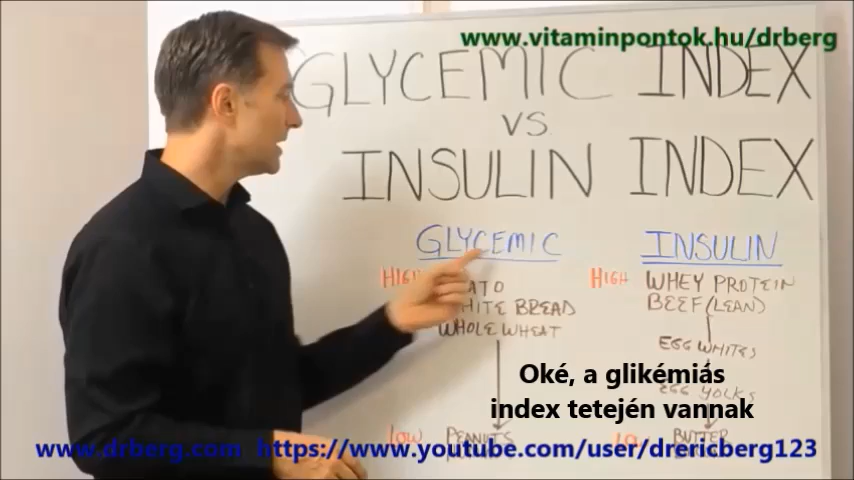 www.vitaminpontok.hu/drberg
GLYCEMIC INDEX
VS
INSULIN INDEX
GLYCEMIC
HIGH
WHITE BREAD
WHOLE WHEAT
LOW PEANUTS
INSULIN
HIGH WHEY PROTEIN
BEEF (LEAN)
EGG WHITES
EGG YOLKS
LOW BUTTER
Oké, a glikémiás
index tetején vannak
www.drberg.com https://www.youtube.com/user/drericberg123